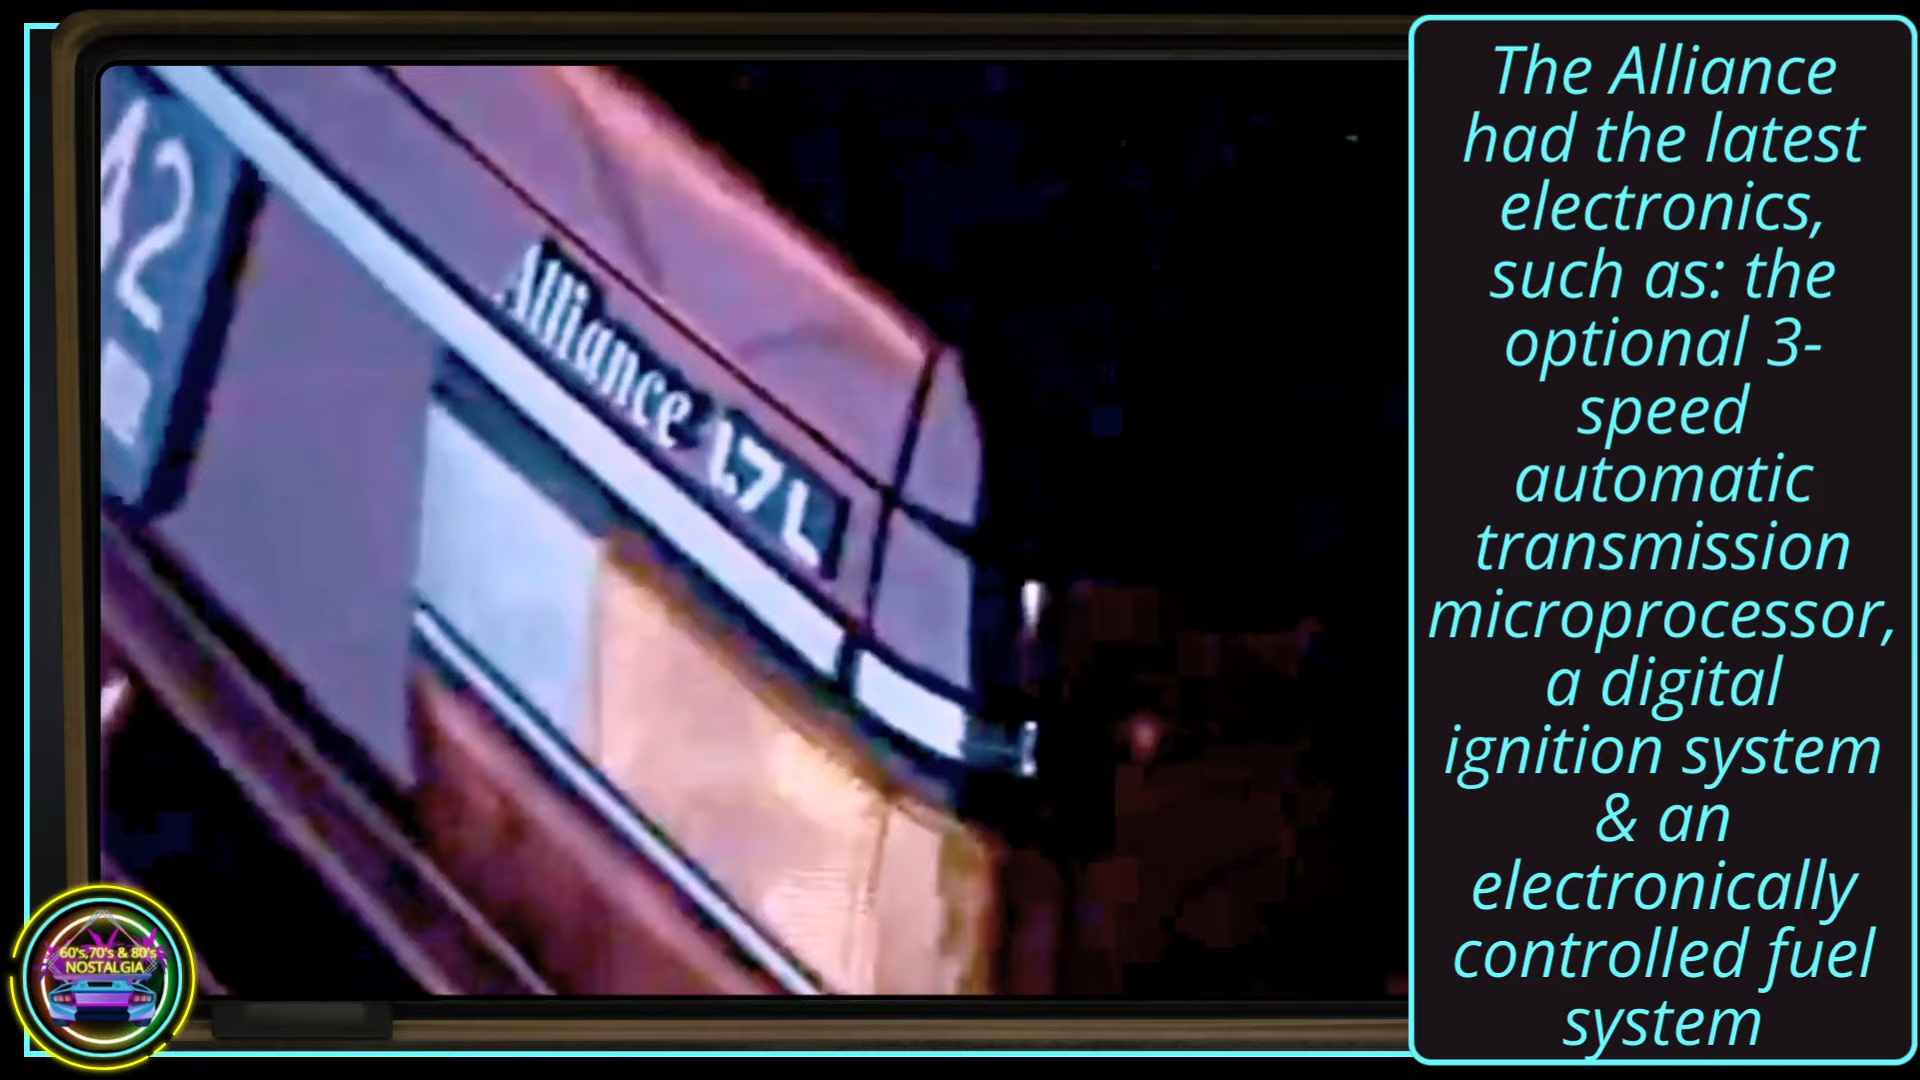 42
Alliance 1.7 L
The Alliance
had the latest
electronics,
such as: the
optional 3-
speed
automatic
transmission
microprocessor,
a digital
ignition system
& an
electronically
controlled fuel
system
60's,70's & 80's
NOSTALGIA